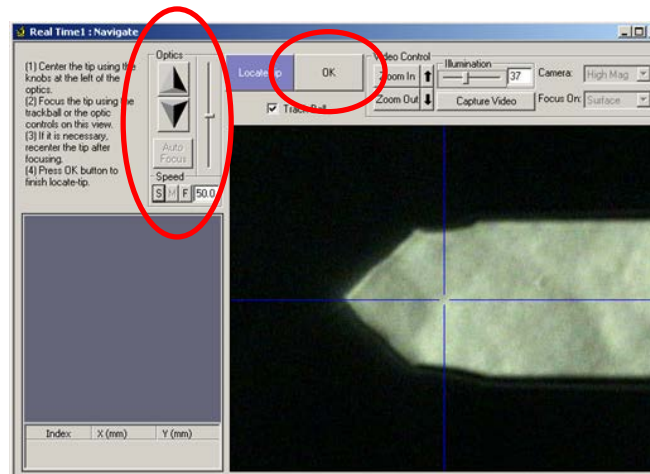 Real Time1 : Navigate
(1) Center the tip using the
knobs at the left of the
optics.
(2) Focus the tip using the
trackball or the optic
controls on this view.
(3) If it is necessary,
recenter the tip after
focusing.
(4) Press OK button to
finish locate-tip.
Optics
Auto
Focus
Speed
S M F 50.0
Locate
OK
Track Ball
Video Control
Zoom In
Zoom Out
Illumination
37
Capture Video
Camera: High Mag
Focus On: Surface
Index X (mm) Y (mm)